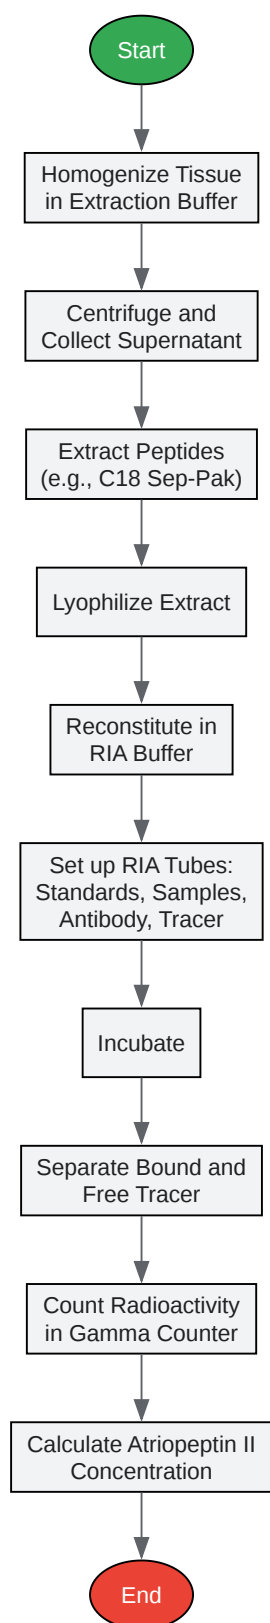 Start
Homogenize Tissue
in Extraction Buffer
Centrifuge and
Collect Supernatant
Extract Peptides
(e.g., C18 Sep-Pak)
Lyophilize Extract
Reconstitute in
RIA Buffer
Set up RIA Tubes:
Standards, Samples,
Antibody, Tracer
Incubate
Separate Bound and
Free Tracer
Count Radioactivity
in Gamma Counter
Calculate Atriopeptin II
Concentration
End